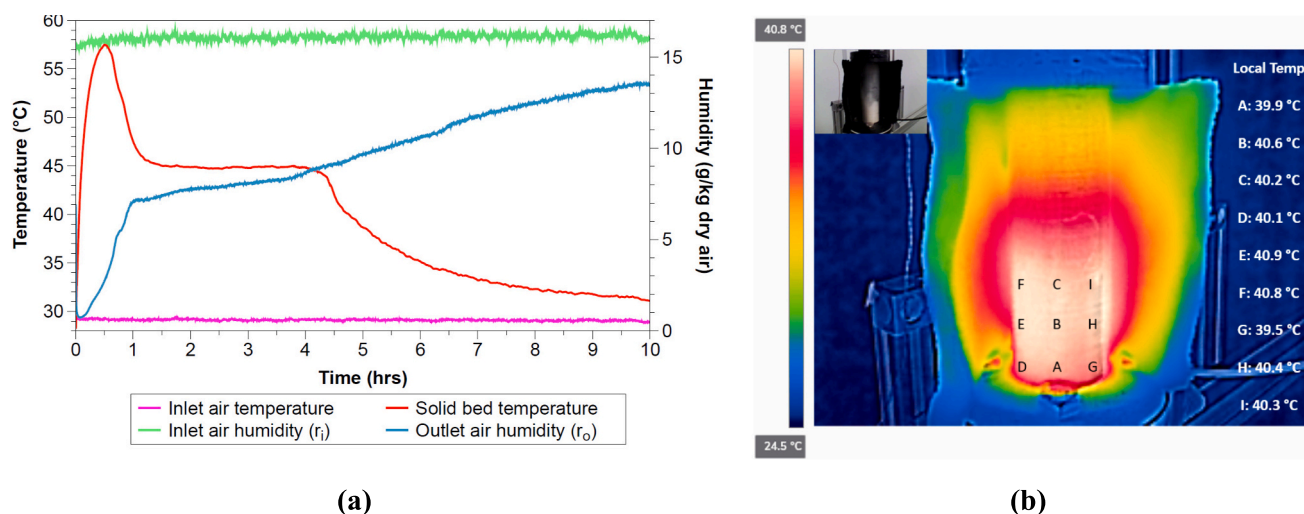 60
55
50
45
40
35
30
Temperature (°C)
15
10
5
0
Humidity (g/kg dry air)
0 1 2 3 4 5 6 7 8 9 10
Time (hrs)
Inlet air temperature
Solid bed temperature
Inlet air humidity (ri)
Outlet air humidity (ro)
(a)
40.8 °C
24.5 °C
Local Temp
A: 39.9 °C
B: 40.6 °C
C: 40.2 °C
D: 40.1 °C
E: 40.9 °C
F: 40.8 °C
G: 39.5 °C
H: 40.4 °C
I: 40.3 °C
F C I
E B H
D A G
(b)